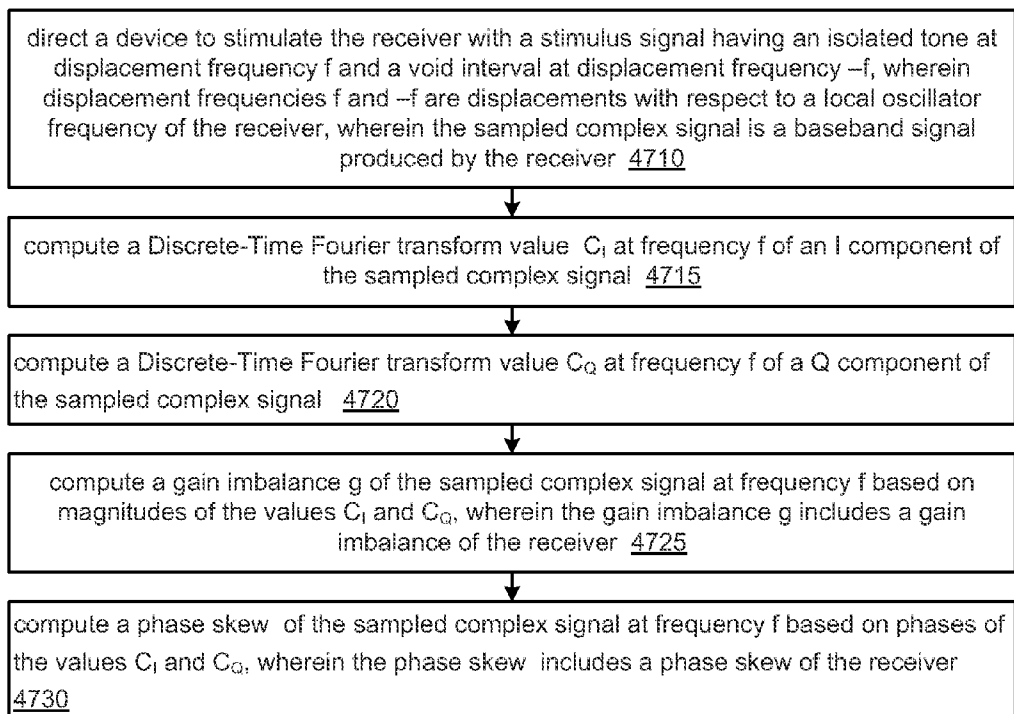 direct a device to stimulate the receiver with a stimulus signal having an isolated tone at
displacement frequency f and a void interval at displacement frequency –f, wherein
displacement frequencies f and –f are displacements with respect to a local oscillator
frequency of the receiver, wherein the sampled complex signal is a baseband signal
produced by the receiver 4710
compute a Discrete-Time Fourier transform value C_I at frequency f of an I component of
the sampled complex signal 4715
compute a Discrete-Time Fourier transform value C_Q at frequency f of a Q component of
the sampled complex signal 4720
compute a gain imbalance g of the sampled complex signal at frequency f based on
magnitudes of the values C_I and C_Q, wherein the gain imbalance g includes a gain
imbalance of the receiver 4725
compute a phase skew of the sampled complex signal at frequency f based on phases of
the values C_I and C_Q, wherein the phase skew includes a phase skew of the receiver
4730